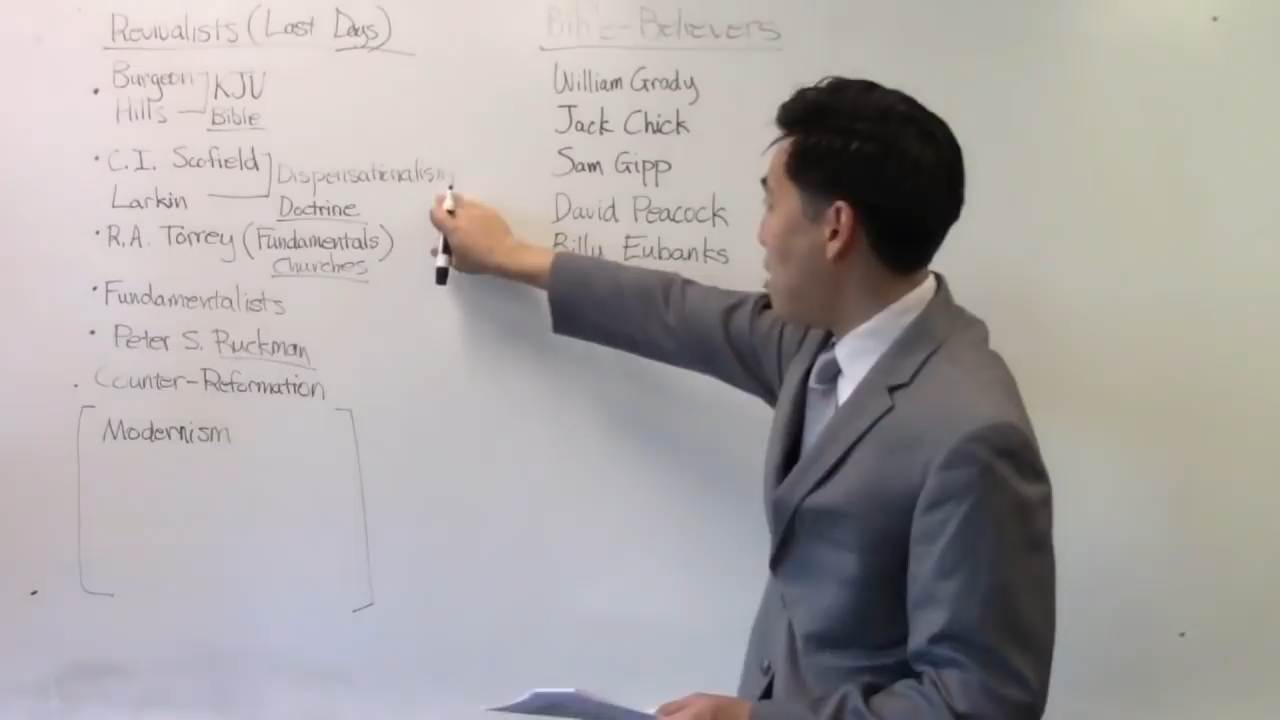 Revivalists (Last Days)
• Burgeon
Hills
KJV
Bible
• C.I. Scofield
Larkin
Dispensationalism
Doctrine
• R.A. Torrey (Fundamentals)
Churches
• Fundamentalists
• Peter S. Ruckman
• Counter-Reformation
Modernism
Bible-Believers
William Grady
Jack Chick
Sam Gipp
David Peacock
Billy Eubanks